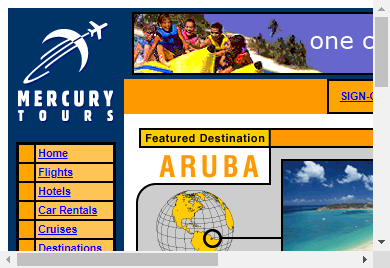 one c
MERCURY
TOURS
SIGN-
Featured Destination
ARUBA
Home
Flights
Hotels
Car Rentals
Cruises
Destinations